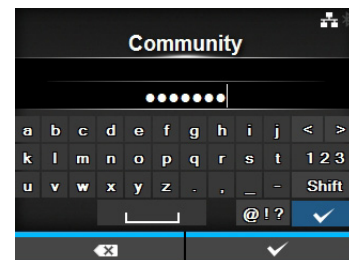 Community
•••••••
a b c d e f g h i j < >
k l m n o p q r s t 1 2 3
u v w x y z . , _ - Shift
@ ! ?